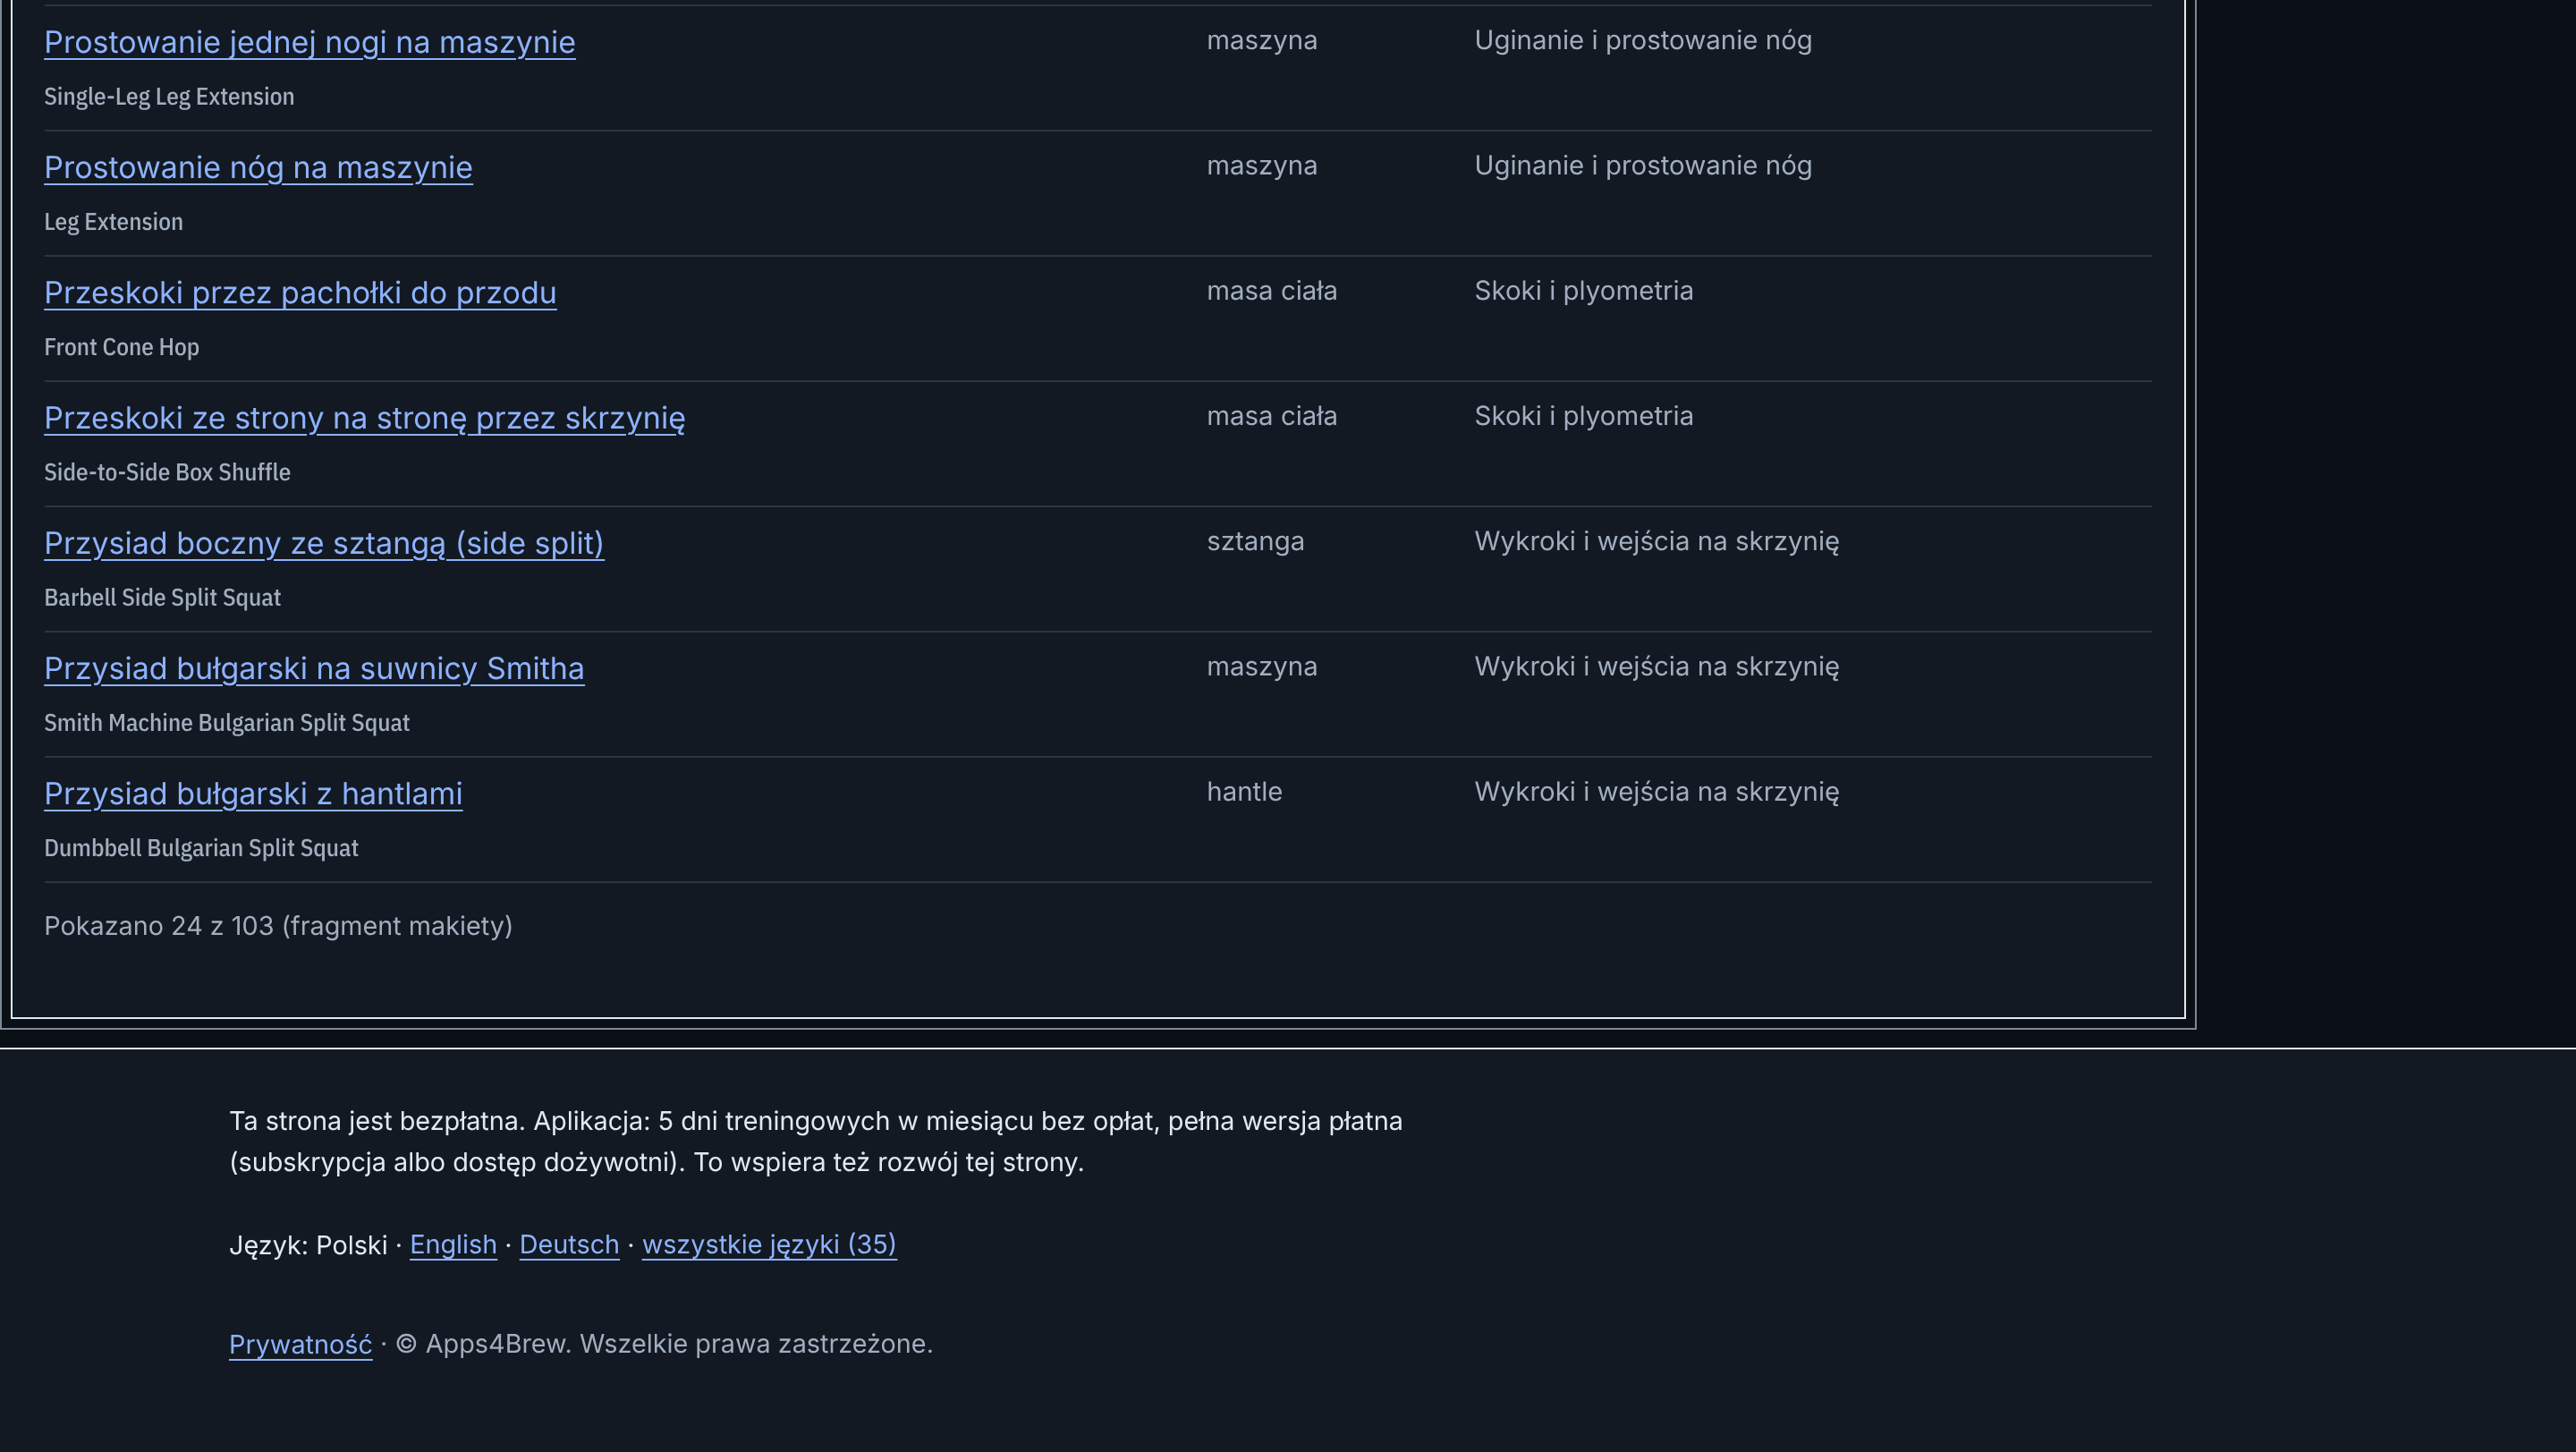 Prostowanie jednej nogi na maszynie maszyna Uginanie i prostowanie nóg
Single-Leg Leg Extension
Prostowanie nóg na maszynie maszyna Uginanie i prostowanie nóg
Leg Extension
Przeskoki przez pachołki do przodu masa ciała Skoki i plyometria
Front Cone Hop
Przeskoki ze strony na stronę przez skrzynię masa ciała Skoki i plyometria
Side-to-Side Box Shuffle
Przysiad boczny ze sztangą (side split) sztanga Wykroki i wejścia na skrzynię
Barbell Side Split Squat
Przysiad bułgarski na suwnicy Smitha maszyna Wykroki i wejścia na skrzynię
Smith Machine Bulgarian Split Squat
Przysiad bułgarski z hantlami hantle Wykroki i wejścia na skrzynię
Dumbbell Bulgarian Split Squat
Pokazano 24 z 103 (fragment makiety)
Ta strona jest bezpłatna. Aplikacja: 5 dni treningowych w miesiącu bez opłat, pełna wersja płatna
(subskrypcja albo dostęp dożywotni). To wspiera też rozwój tej strony.
Język: Polski · English · Deutsch · wszystkie języki (35)
Prywatność · © Apps4Brew. Wszelkie prawa zastrzeżone.